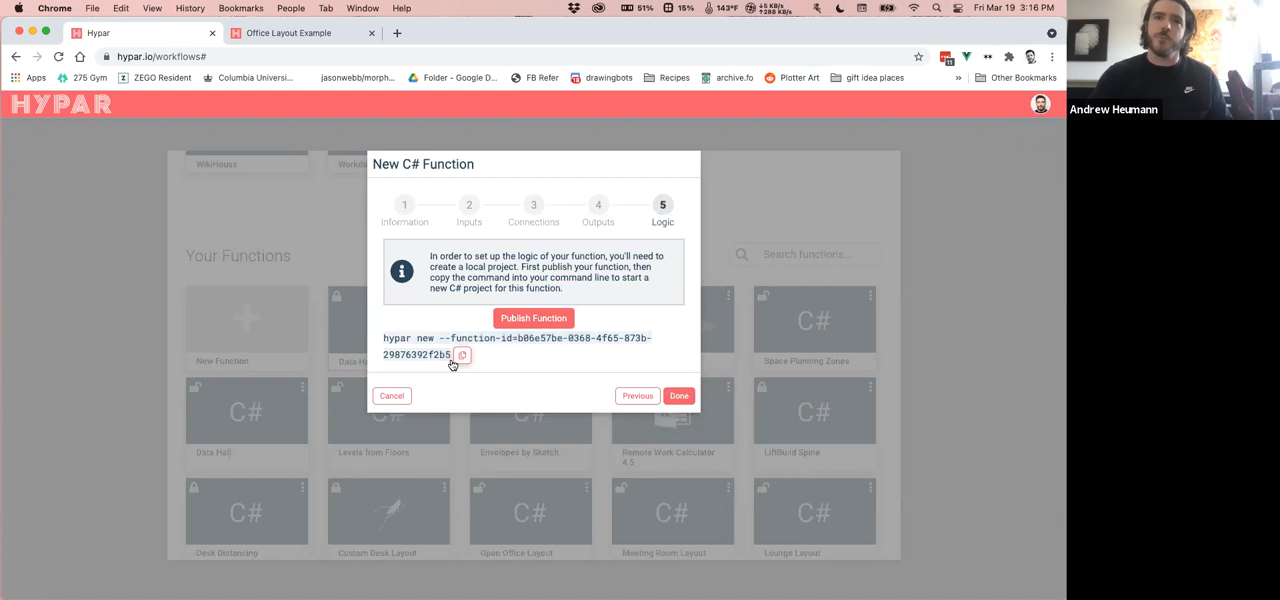 Chrome File Edit View History Bookmarks People Tab Window Help 51% 15% 143°F ↓5 KB/s ↑288 KB/s Fri Mar 19 3:16 PM
Hypar × Office Layout Example × +
hypar.io/workflows#
Apps 275 Gym ZEGO Resident Columbia Universi... jasonwebb/morph... Folder - Google D... FB Refer drawingbots Recipes archive.fo Plotter Art gift idea places » Other Bookmarks
11
HYPAR
Andrew Heumann
WikiHouse
New C# Function
1 2 3 4 5
Information Inputs Connections Outputs Logic
In order to set up the logic of your function, you'll need to
create a local project. First publish your function, then
copy the command into your command line to start a
new C# project for this function.
Publish Function
hypar new --function-id=b06e57be-0368-4f65-873b-
29876392f2b5
Cancel Previous Done
Your Functions Search functions...
New Function Data Ha C# Space Planning Zones
C# C# C# C#
Data Hall Levels from Floors Envelopes by Sketch Remote Work Calculator
4.5
LiftBuild Spine
C# C# C# C#
Desk Distancing Custom Desk Layout Open Office Layout Meeting Room Layout Lounge Layout